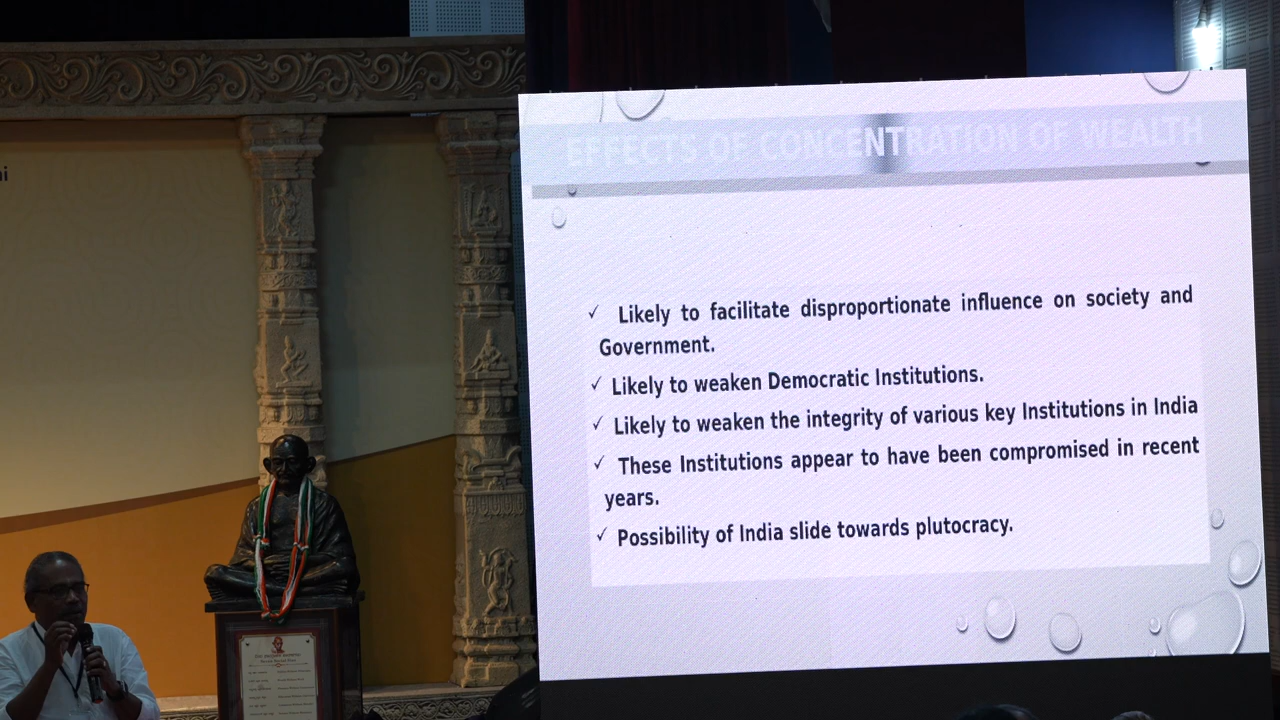 EFFECTS OF CONCENTRATION OF WEALTH
✓ Likely to facilitate disproportionate influence on society and
Government.
✓ Likely to weaken Democratic Institutions.
✓ Likely to weaken the integrity of various key Institutions in India
✓ These Institutions appear to have been compromised in recent
years.
✓ Possibility of India slide towards plutocracy.